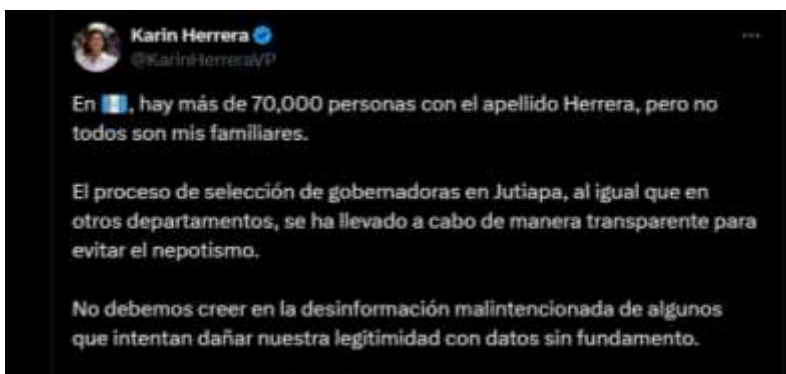 Karin Herrera
@KarinHerreraVP
En 🇬🇹, hay más de 70,000 personas con el apellido Herrera, pero no
todos son mis familiares.
El proceso de selección de gobernadoras en Jutiapa, al igual que en
otros departamentos, se ha llevado a cabo de manera transparente para
evitar el nepotismo.
No debemos creer en la desinformación malintencionada de algunos
que intentan dañar nuestra legitimidad con datos sin fundamento.